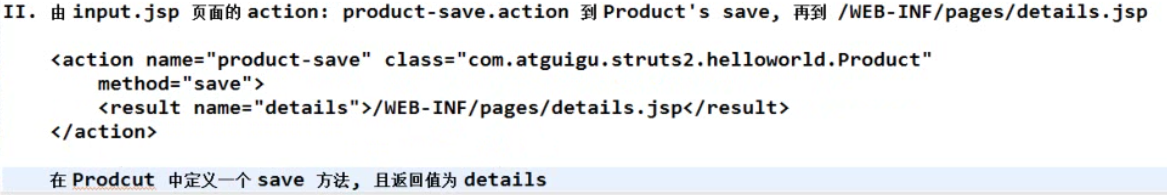 II. 由 input.jsp 页面的 action: product-save.action 到 Product's save, 再到 /WEB-INF/pages/details.jsp
<action name="product-save" class="com.atguigu.struts2.helloworld.Product"
method="save">
<result name="details">/WEB-INF/pages/details.jsp</result>
</action>
在 Prodcut 中定义一个 save 方法, 且返回值为 details